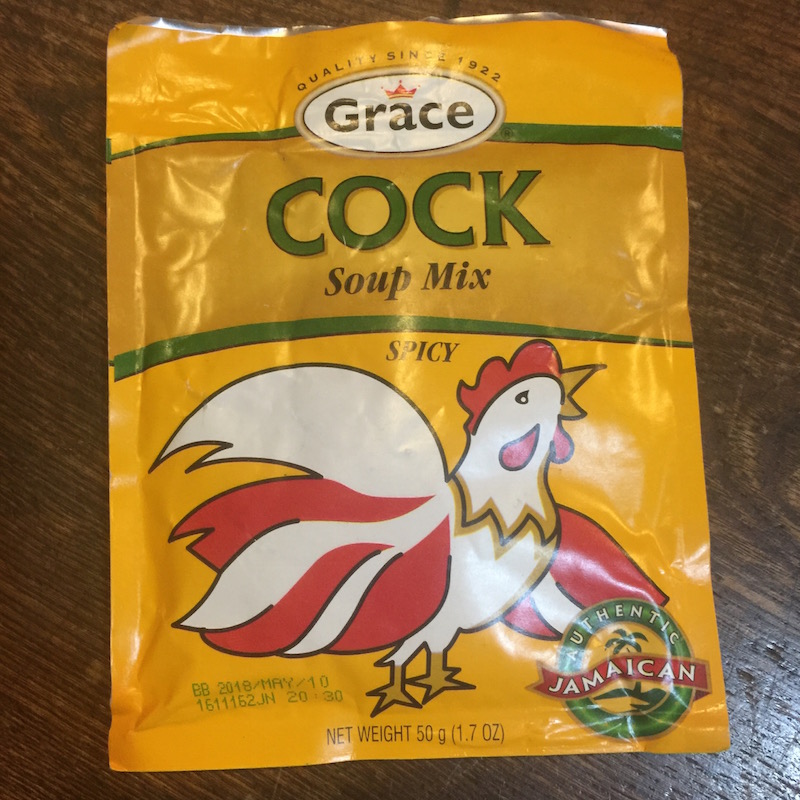 QUALITY SINCE 1922
Grace
COCK
Soup Mix
SPICY
AUTHENTIC
JAMAICAN
BB 2018/MAY/10
1611162JN 20:30
NET WEIGHT 50 g (1.7 OZ)